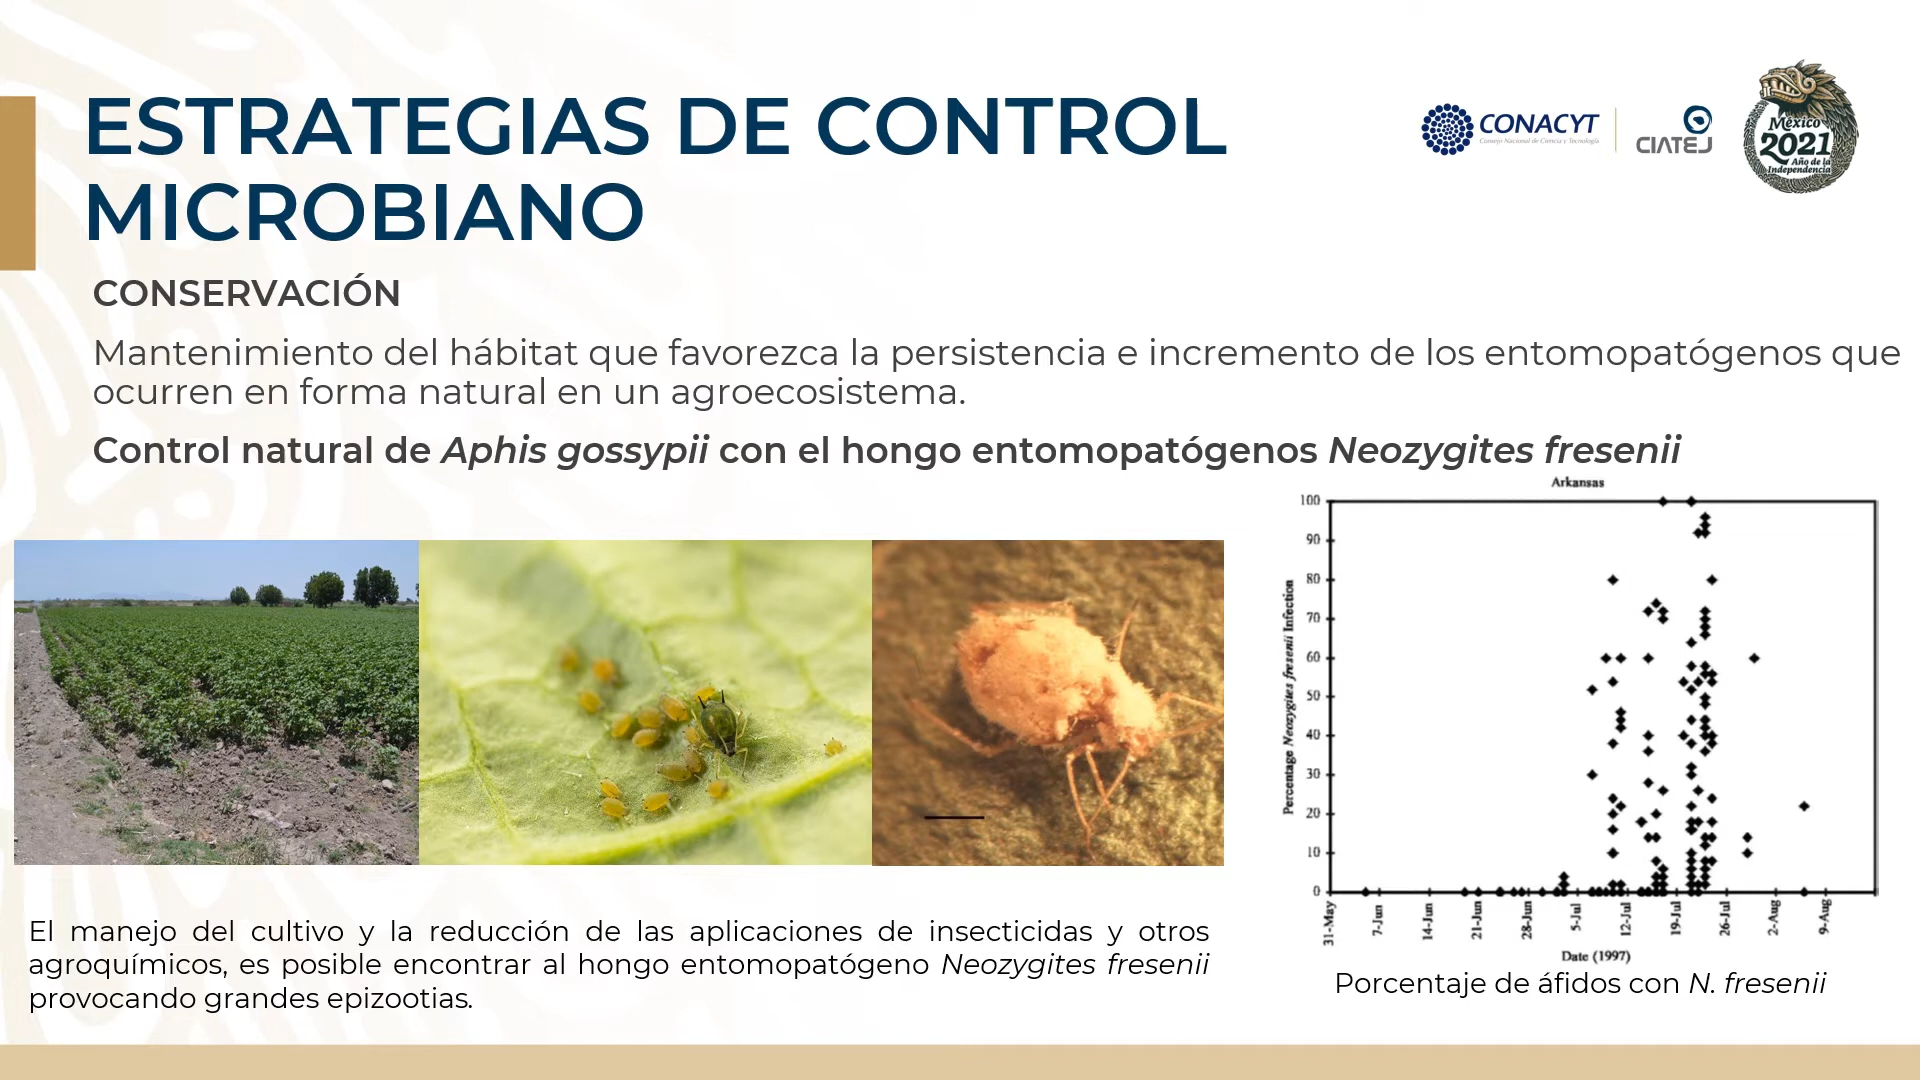 ESTRATEGIAS DE CONTROL
MICROBIANO
CONACYT
Consejo Nacional de Ciencia y Tecnología
CIATEJ
México
2021
Año de la
Independencia
CONSERVACIÓN
Mantenimiento del hábitat que favorezca la persistencia e incremento de los entomopatógenos que
ocurren en forma natural en un agroecosistema.
Control natural de Aphis gossypii con el hongo entomopatógenos Neozygites fresenii
Arkansas
Percentage Neozygites fresenii Infection
100
90
80
70
60
50
40
30
20
10
0
31-May
7-Jun
14-Jun
21-Jun
28-Jun
5-Jul
12-Jul
19-Jul
26-Jul
2-Aug
9-Aug
Date (1997)
Porcentaje de áfidos con N. fresenii
El manejo del cultivo y la reducción de las aplicaciones de insecticidas y otros
agroquímicos, es posible encontrar al hongo entomopatógeno Neozygites fresenii
provocando grandes epizootias.